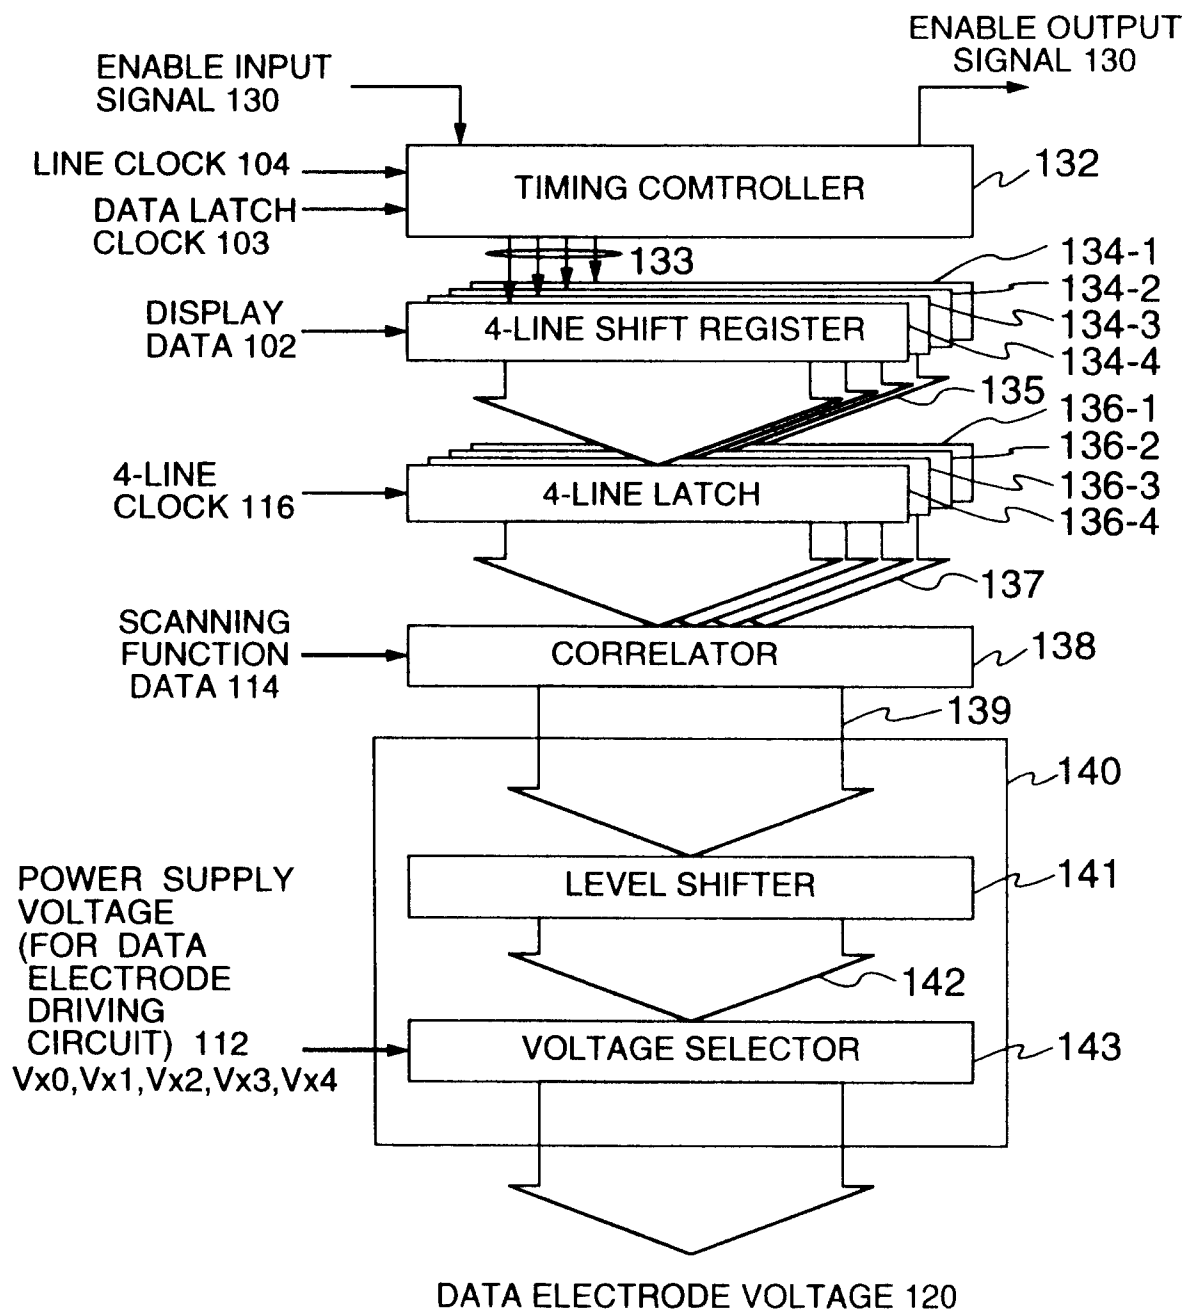 ENABLE OUTPUT
SIGNAL 130
ENABLE INPUT
SIGNAL 130
LINE CLOCK 104
DATA LATCH
CLOCK 103
TIMING COMTROLLER
132
133
134-1
134-2
134-3
134-4
DISPLAY
DATA 102
4-LINE SHIFT REGISTER
135
136-1
136-2
136-3
136-4
4-LINE
CLOCK 116
4-LINE LATCH
137
SCANNING
FUNCTION
DATA 114
CORRELATOR
138
139
140
LEVEL SHIFTER
141
POWER SUPPLY
VOLTAGE
(FOR DATA
ELECTRODE
DRIVING
CIRCUIT) 112
Vx0,Vx1,Vx2,Vx3,Vx4
142
VOLTAGE SELECTOR
143
DATA ELECTRODE VOLTAGE 120